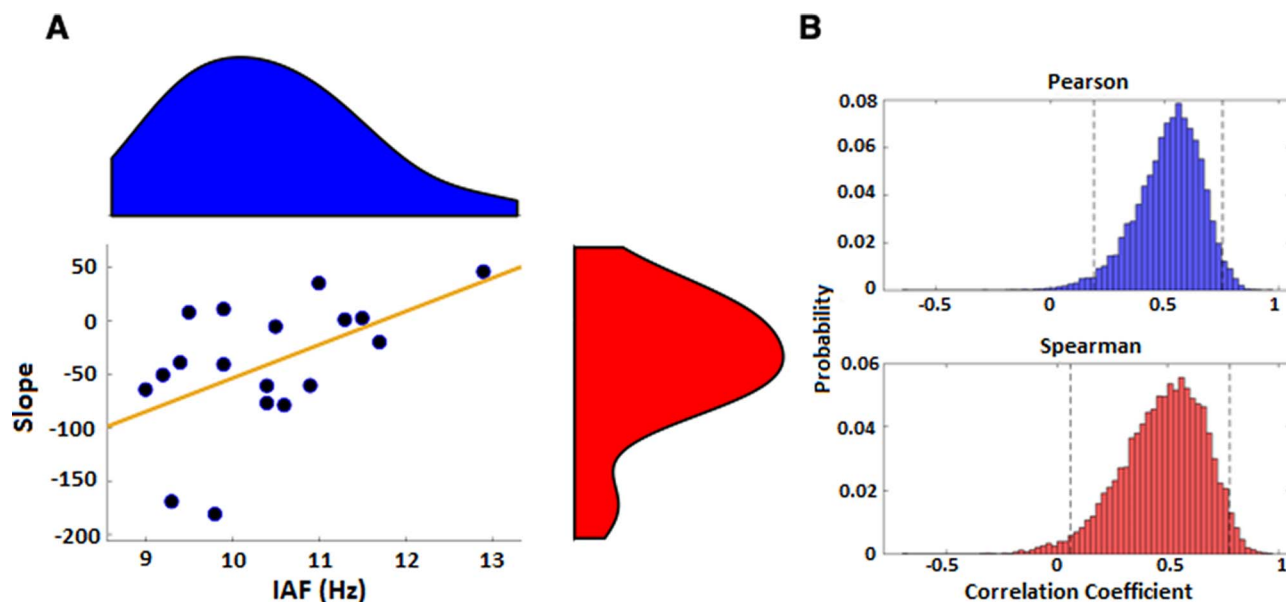 A
50
0
-50
-100
-150
-200
Slope
9 10 11 12 13
IAF (Hz)
B
Pearson
0.08
0.06
0.04
0.02
0
-0.5 0 0.5 1
Probability
Spearman
0.06
0.04
0.02
0
-0.5 0 0.5 1
Correlation Coefficient